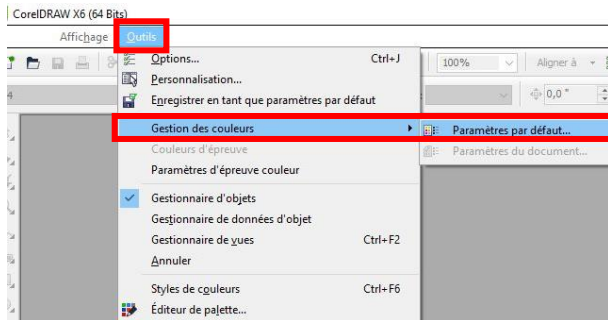 CorelDRAW X6 (64 Bits)
Affichage Outils
Options... Ctrl+J 100% Aligner à
Personnalisation...
Enregistrer en tant que paramètres par défaut 0,0 °
Gestion des couleurs Paramètres par défaut...
Couleurs d'épreuve Paramètres du document...
Paramètres d'épreuve couleur
Gestionnaire d'objets
Gestionnaire de données d'objet
Gestionnaire de vues Ctrl+F2
Annuler
Styles de couleurs Ctrl+F6
Éditeur de palette...